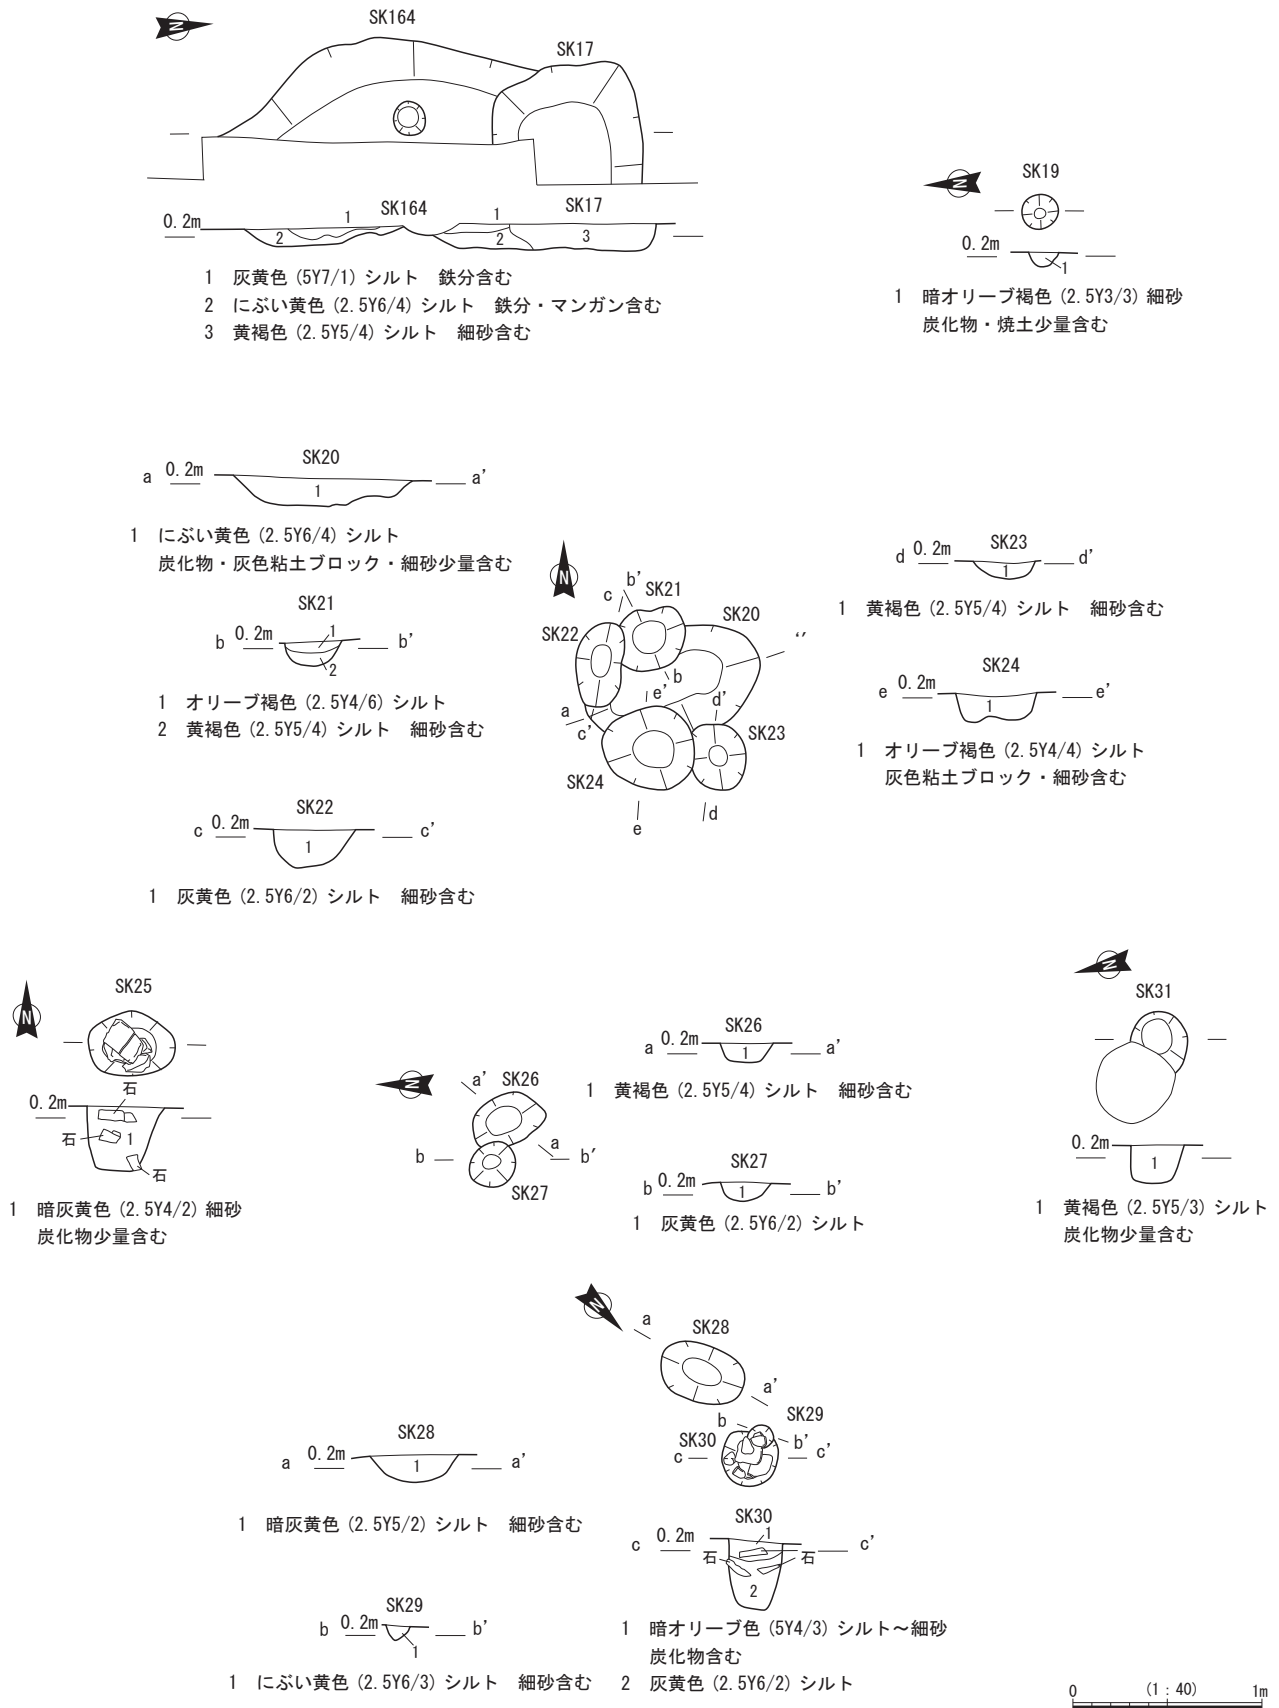 SK164
SK17
N
SK164
SK17
0.2m
1
2
1
2
3
1 灰黄色 (5Y7/1) シルト 鉄分含む
2 にぶい黄色 (2.5Y6/4) シルト 鉄分・マンガン含む
3 黄褐色 (2.5Y5/4) シルト 細砂含む
SK19
N
0.2m
1
1 暗オリーブ褐色 (2.5Y3/3) 細砂
炭化物・焼土少量含む
SK20
a 0.2m a'
1
1 にぶい黄色 (2.5Y6/4) シルト
炭化物・灰色粘土ブロック・細砂少量含む
SK21
b 0.2m b'
1
2
1 オリーブ褐色 (2.5Y4/6) シルト
2 黄褐色 (2.5Y5/4) シルト 細砂含む
SK22
c 0.2m c'
1
1 灰黄色 (2.5Y6/2) シルト 細砂含む
N
b'
c
SK21
SK20
SK22
''
b
e'
d'
a
c'
SK23
SK24
d
e
SK23
d 0.2m d'
1
1 黄褐色 (2.5Y5/4) シルト 細砂含む
SK24
e 0.2m e'
1
1 オリーブ褐色 (2.5Y4/4) シルト
灰色粘土ブロック・細砂含む
SK25
N
石
0.2m
石 1
石
1 暗灰黄色 (2.5Y4/2) 細砂
炭化物少量含む
N
a' SK26
a
b b'
SK27
SK26
a 0.2m a'
1
1 黄褐色 (2.5Y5/4) シルト 細砂含む
SK27
b 0.2m b'
1
1 灰黄色 (2.5Y6/2) シルト
N
SK31
0.2m
1
1 黄褐色 (2.5Y5/3) シルト
炭化物少量含む
N
a
SK28
a'
b SK29
SK30 b'
c c'
SK28
a 0.2m a'
1
1 暗灰黄色 (2.5Y5/2) シルト 細砂含む
SK29
b 0.2m b'
1
1 にぶい黄色 (2.5Y6/3) シルト 細砂含む
SK30
c 0.2m 1 c'
石 石
2
1 暗オリーブ色 (5Y4/3) シルト～細砂
炭化物含む
2 灰黄色 (2.5Y6/2) シルト
0 (1：40) 1m